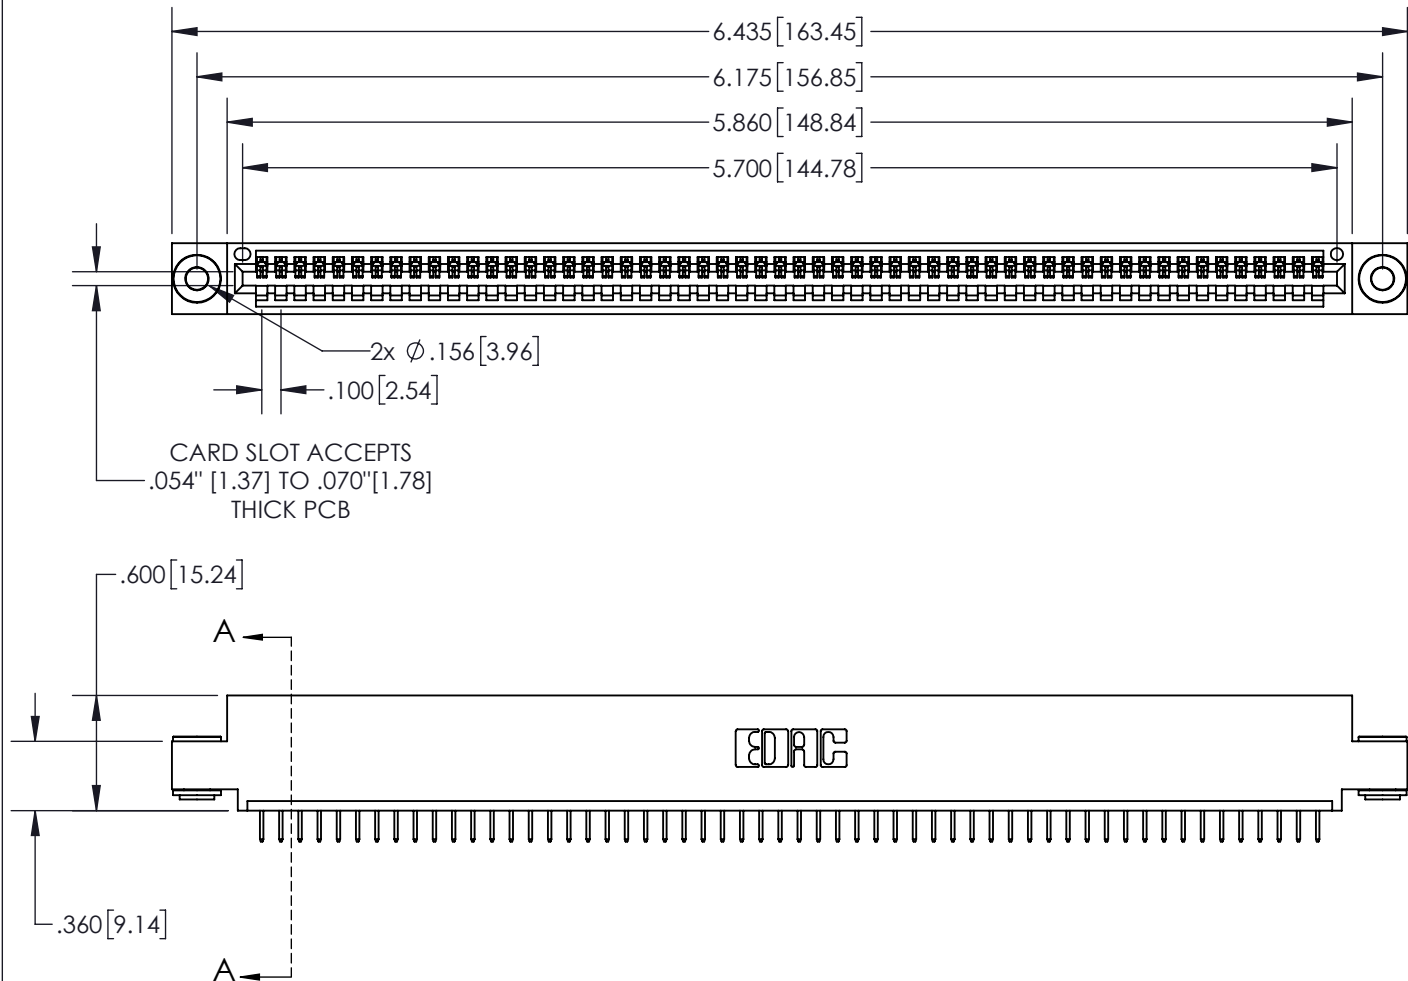 6.435[163.45]
6.175[156.85]
5.860[148.84]
5.700[144.78]
2x Ø.156[3.96]
.100[2.54]
CARD SLOT ACCEPTS
.054" [1.37] TO .070"[1.78]
THICK PCB
.600[15.24]
A
EDAC
.360[9.14]
A